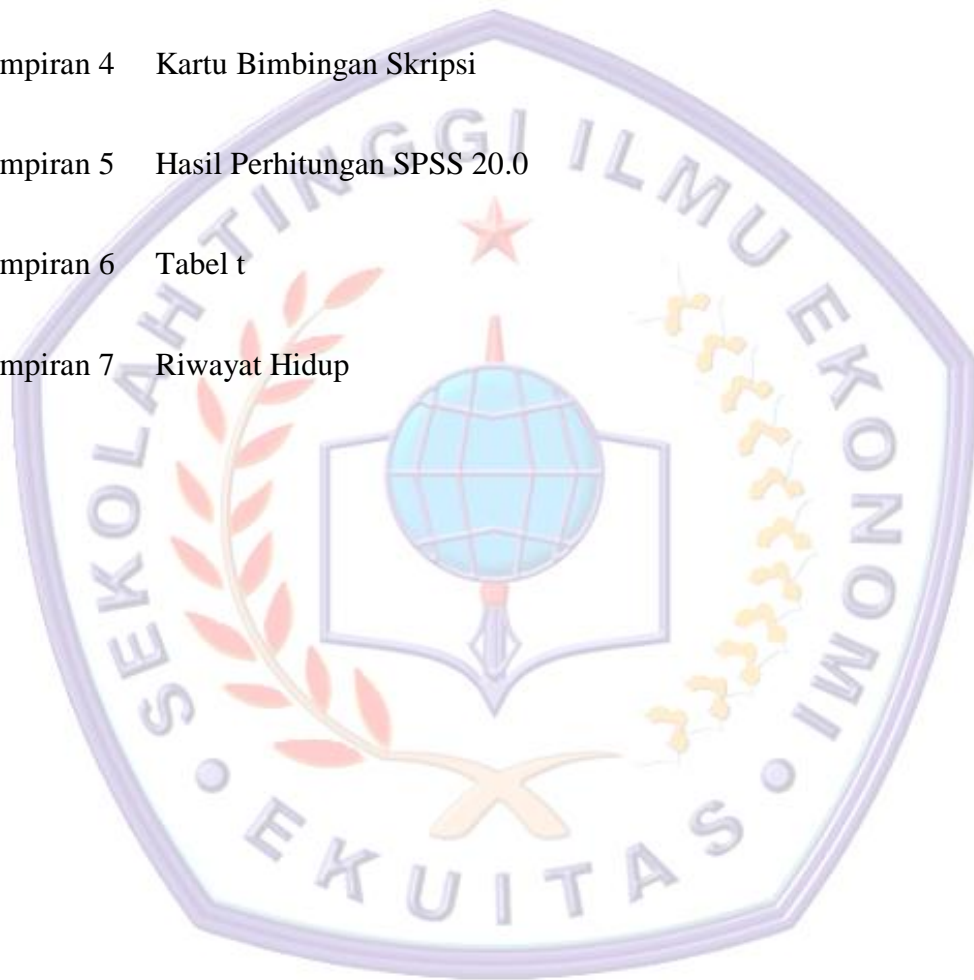 mpiran 4 Kartu Bimbingan Skripsi
mpiran 5 Hasil Perhitungan SPSS 20.0
mpiran 6 Tabel t
mpiran 7 Riwayat Hidup
SEKOLAH TINGGI ILMU EKONOMI
• EKUITAS •